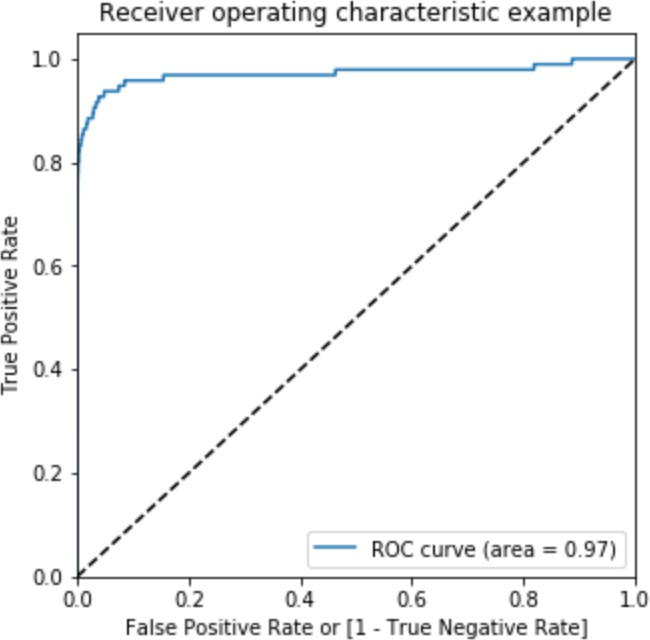 Receiver operating characteristic example
1.0
0.8
0.6
0.4
0.2
0.0
True Positive Rate
ROC curve (area = 0.97)
0.0 0.2 0.4 0.6 0.8 1.0
False Positive Rate or [1 - True Negative Rate]